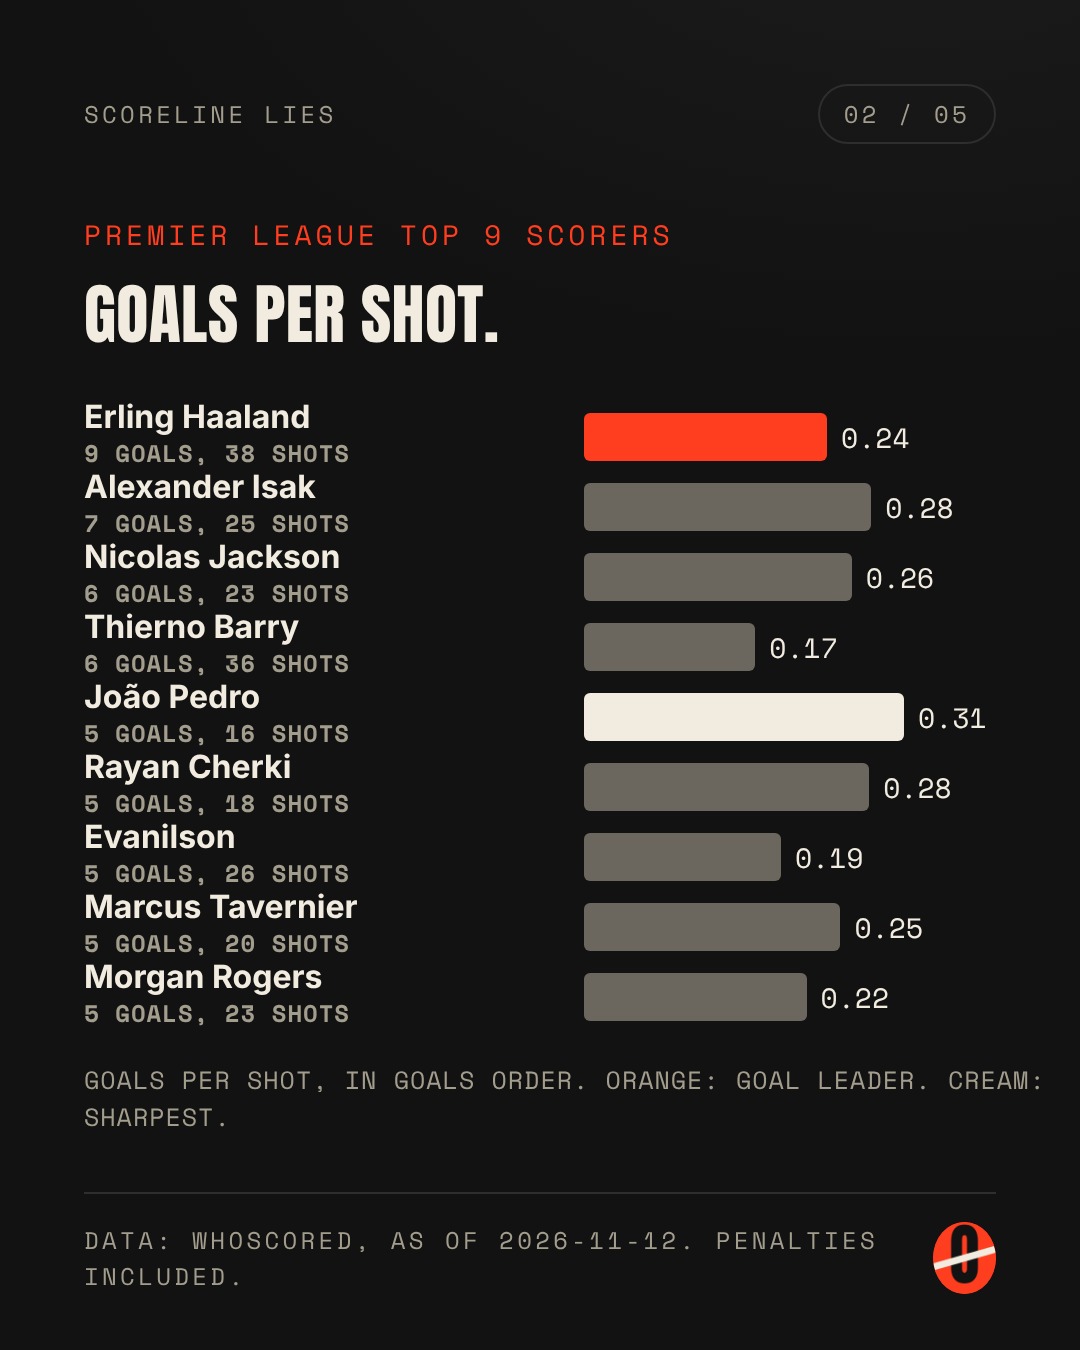 SCORELINE LIES
02 / 05
PREMIER LEAGUE TOP 9 SCORERS
GOALS PER SHOT.
Erling Haaland
9 GOALS, 38 SHOTS
0.24
Alexander Isak
7 GOALS, 25 SHOTS
0.28
Nicolas Jackson
6 GOALS, 23 SHOTS
0.26
Thierno Barry
6 GOALS, 36 SHOTS
0.17
João Pedro
5 GOALS, 16 SHOTS
0.31
Rayan Cherki
5 GOALS, 18 SHOTS
0.28
Evanilson
5 GOALS, 26 SHOTS
0.19
Marcus Tavernier
5 GOALS, 20 SHOTS
0.25
Morgan Rogers
5 GOALS, 23 SHOTS
0.22
GOALS PER SHOT, IN GOALS ORDER. ORANGE: GOAL LEADER. CREAM:
SHARPEST.
DATA: WHOSCORED, AS OF 2026-11-12. PENALTIES
INCLUDED.
0